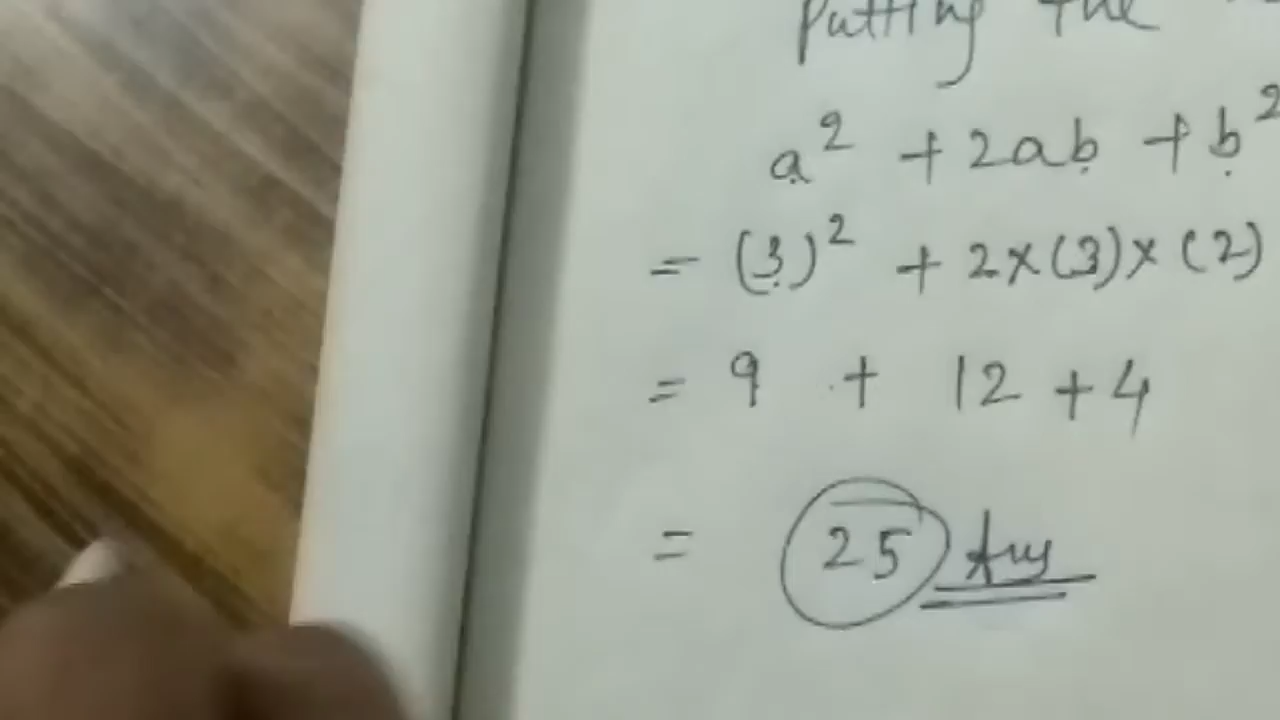 Putting the
a² + 2ab + b²
= (3)² + 2×(3)×(2)
= 9 + 12 + 4
= 25 Ans